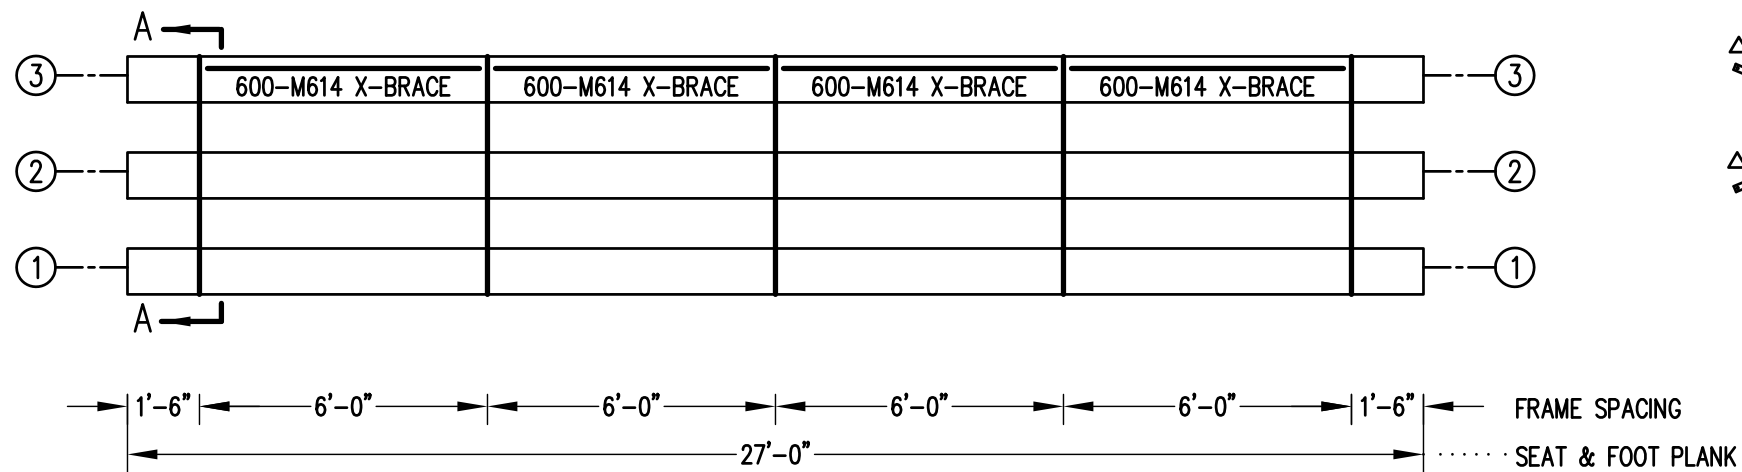 A
3 600-M614 X-BRACE 600-M614 X-BRACE 600-M614 X-BRACE 600-M614 X-BRACE 3
2 2
1 1
A
1'-6" 6'-0" 6'-0" 6'-0" 6'-0" 1'-6" FRAME SPACING
27'-0" SEAT & FOOT PLANK